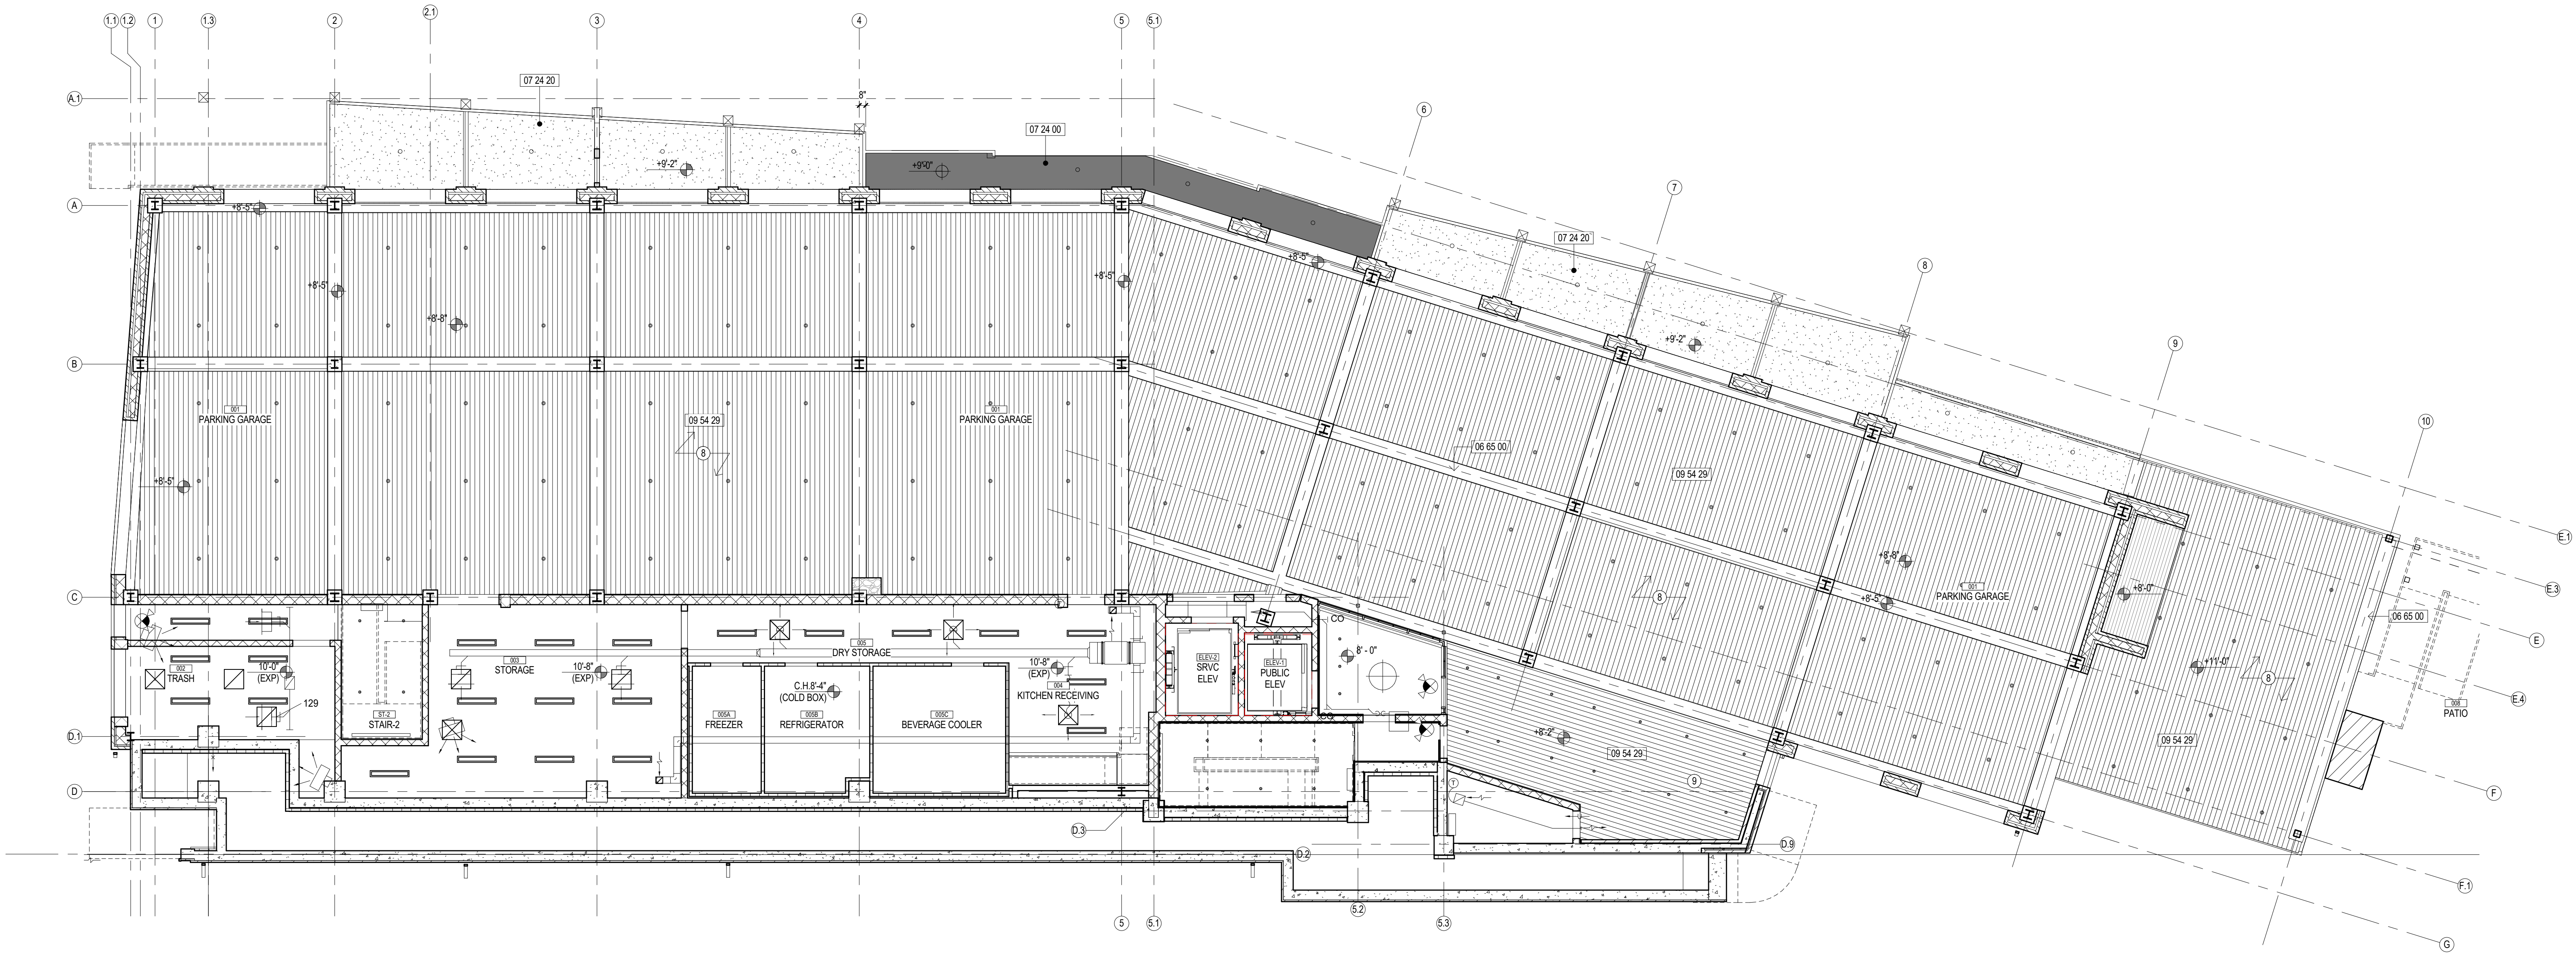 1.1
1.2
1
1.3
2
2.1
3
4
5
5.1
07 24 20
A.1
8"
07 24 00
6
+9'-2"
+9'-0"
7
A
+8'-5"
07 24 20
+8'-5"
8
+8'-5"
+8'-5"
+8'-8"
+9'-2"
9
B
001
PARKING GARAGE
001
PARKING GARAGE
09 54 29
8
06 65 00
09 54 29
10
+8'-5"
E.1
+8'-8"
+8'-0"
E.3
001
PARKING GARAGE
8
+8'-5"
C
CO
06 65 00
E
005
DRY STORAGE
8' - 0"
002
TRASH
10'-0"
(EXP)
003
STORAGE
10'-8"
(EXP)
10'-8"
(EXP)
ELEV-2
SRVC
ELEV
ELEV-1
PUBLIC
ELEV
+11'-0"
8
C.H.8'-4"
(COLD BOX)
004
KITCHEN RECEIVING
E.4
129
008
PATIO
ST-2
STAIR-2
005A
FREEZER
005B
REFRIGERATOR
005C
BEVERAGE COOLER
CO
D.1
+8'-2"
09 54 29
09 54 29
T
9
D
F
D.3
D.2
D.9
F.1
5
5.1
5.2
5.3
G